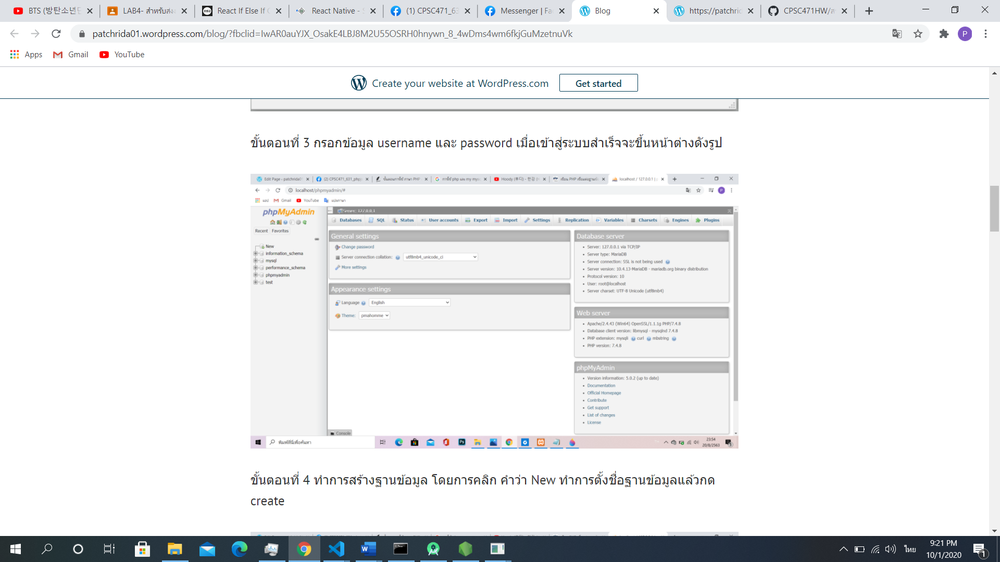 BTS (방탄소년단
LAB4- สำหรับส่งง
React If Else If C
React Native - S
(1) CPSC471_63
Messenger | Fa
Blog
https://patchrid
CPSC471HW/ส
patchrida01.wordpress.com/blog/?fbclid=IwAR0auYJX_OsakE4LBJ8M2U55OSRH0hnywn_8_4wDms4wm6fkjGuMzetnuVk
P
Apps
Gmail
YouTube
Create your website at WordPress.com
Get started
ขั้นตอนที่ 3 กรอกข้อมูล username และ password เมื่อเข้าสู่ระบบสำเร็จจะขึ้นหน้าต่างดังรูป
Edit Page ‹ patchrida01
(2) CPSC471_631_phpj
ขั้นตอนการใช้ ภาษา PHP
การใช้ php และ my mysq
Hoody (후디) - 한강 (H
เขียน PHP เชื่อมต่อฐานข้อ
localhost / 127.0.0.1 | p
localhost/phpmyadmin/#
แอป
Gmail
YouTube
แปลภาษา
phpMyAdmin
Recent
Favorites
New
information_schema
mysql
performance_schema
phpmyadmin
test
Server: 127.0.0.1
Databases
SQL
Status
User accounts
Export
Import
Settings
Replication
Variables
Charsets
Engines
Plugins
General settings
Change password
Server connection collation:
utf8mb4_unicode_ci
More settings
Appearance settings
Language
English
Theme:
pmahomme
Database server
Server: 127.0.0.1 via TCP/IP
Server type: MariaDB
Server connection: SSL is not being used
Server version: 10.4.13-MariaDB - mariadb.org binary distribution
Protocol version: 10
User: root@localhost
Server charset: UTF-8 Unicode (utf8mb4)
Web server
Apache/2.4.43 (Win64) OpenSSL/1.1.1g PHP/7.4.8
Database client version: libmysql - mysqlnd 7.4.8
PHP extension: mysqli curl mbstring
PHP version: 7.4.8
phpMyAdmin
Version information: 5.0.2 (up to date)
Documentation
Official Homepage
Contribute
Get support
List of changes
License
Console
พิมพ์ที่นี่เพื่อค้นหา
23:54
20/8/2563
ขั้นตอนที่ 4 ทำการสร้างฐานข้อมูล โดยการคลิก คำว่า New ทำการตั้งชื่อฐานข้อมูลแล้วกด
create
ไทย
9:21 PM
10/1/2020
1